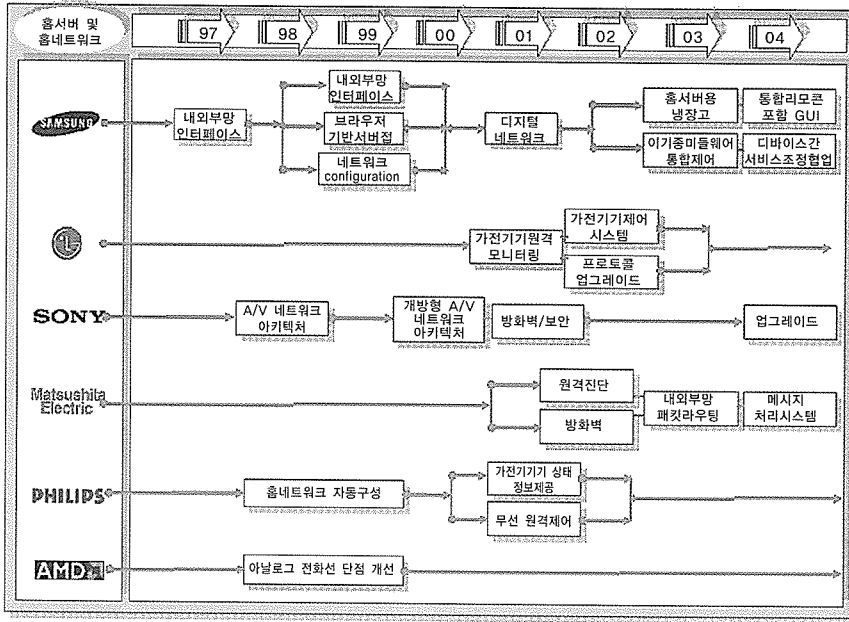 홈서버 및
홈네트워크
97
98
99
00
01
02
03
04
SAMSUNG
내외부망
인터페이스
내외부망
인터페이스
브라우저
기반서버접
네트워크
configuration
디지털
네트워크
홈서버용
냉장고
통합리모콘
포함 GUI
이기종미들웨어
통합제어
디바이스간
서비스조정협업
LG
가전기기원격
모니터링
가전기기제어
시스템
프로토콜
업그레이드
SONY
A/V 네트워크
아키텍처
개방형 A/V
네트워크
아키텍처
방화벽/보안
업그레이드
Matsushita
Electric
원격진단
방화벽
내외부망
패킷라우팅
메시지
처리시스템
PHILIPS
홈네트워크 자동구성
가전기기기 상태
정보제공
무선 원격제어
AMD
아날로그 전화선 단점 개선